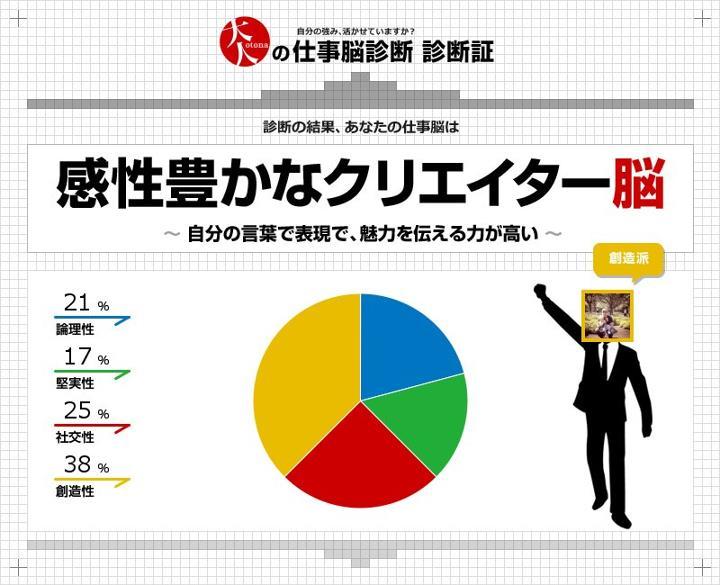 自分の強み、活かせていますか？
大人 otona の仕事脳診断 診断証
診断の結果、あなたの仕事脳は
感性豊かなクリエイター脳
～ 自分の言葉で表現で、魅力を伝える力が高い ～
創造派
21 %
論理性
17 %
堅実性
25 %
社交性
38 %
創造性